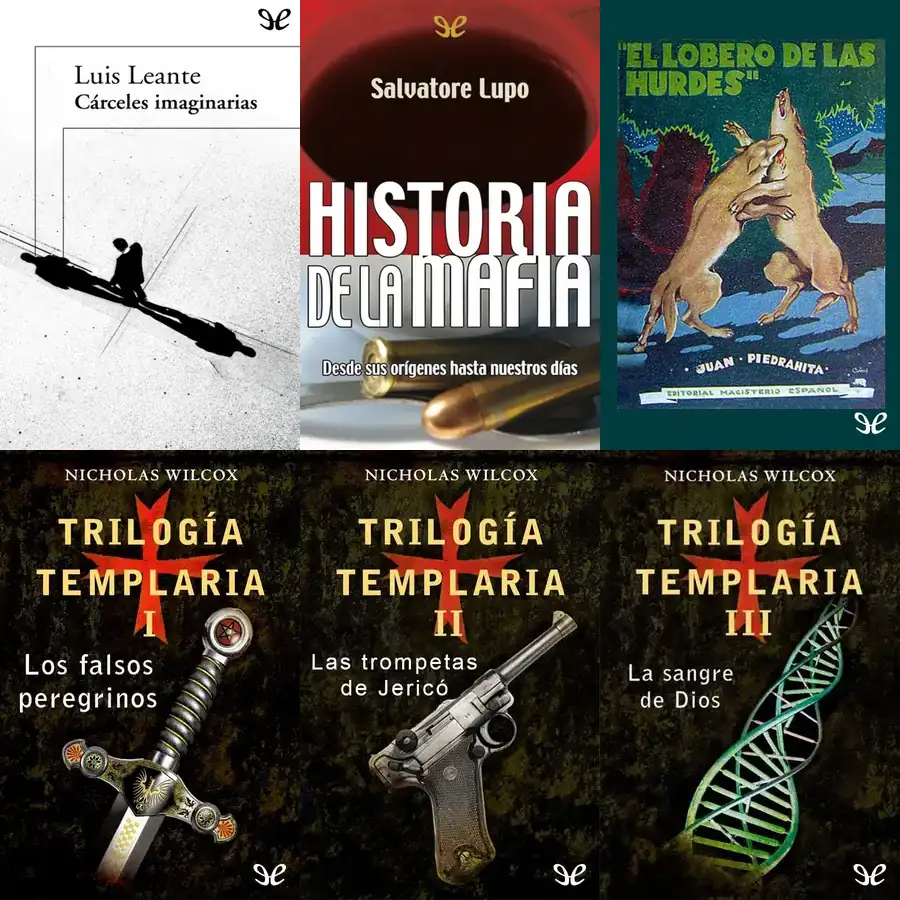 Luis Leante
Cárceles imaginarias
Salvatore Lupo
HISTORIA
DE LA MAFIA
Desde sus orígenes hasta nuestros días
"EL LOBERO DE LAS
HURDES"
· JUAN · PIEDRAHITA ·
EDITORIAL MAGISTERIO ESPAÑOL
NICHOLAS WILCOX
TRILOGÍA
TEMPLARIA
I
Los falsos
peregrinos
NICHOLAS WILCOX
TRILOGÍA
TEMPLARIA
II
Las trompetas
de Jericó
NICHOLAS WILCOX
TRILOGÍA
TEMPLARIA
III
La sangre
de Dios